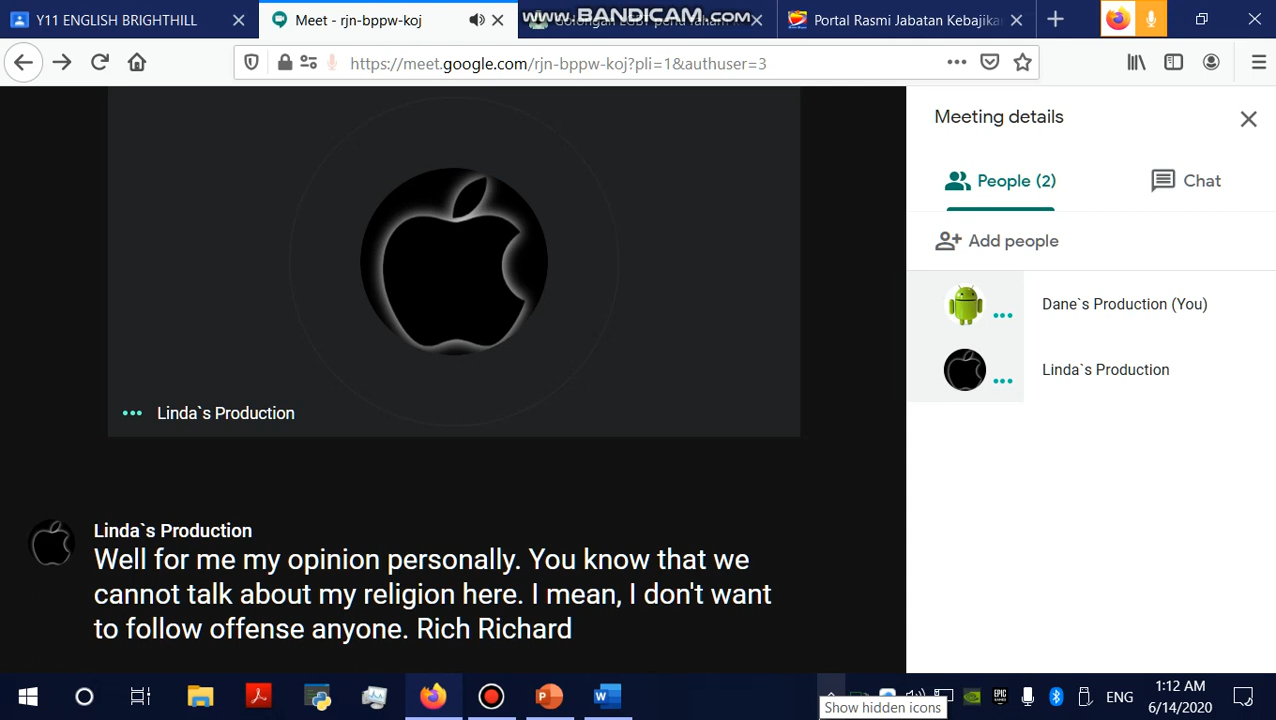 Y11 ENGLISH BRIGHTHILL
Meet - rjn-bppw-koj
WWW.BANDICAM.COM
Portal Rasmi Jabatan Kebajika
https://meet.google.com/rjn-bppw-koj?pli=1&authuser=3
Meeting details
People (2)
Chat
Add people
Dane`s Production (You)
Linda`s Production
Linda`s Production
Linda`s Production
Well for me my opinion personally. You know that we
cannot talk about my religion here. I mean, I don't want
to follow offense anyone. Rich Richard
ENG
1:12 AM
6/14/2020
Show hidden icons